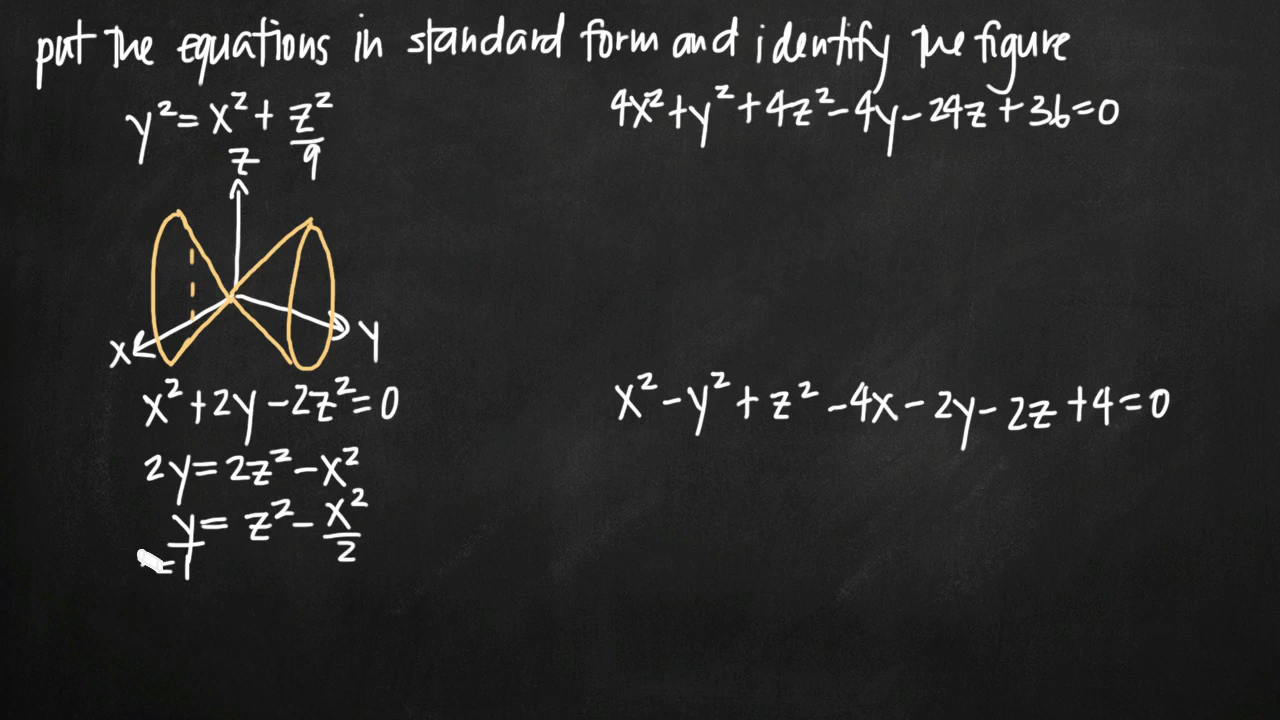 put the equations in standard form and identify the figure
y² = x² + z²/9
z
x
y
x² + 2y - 2z² = 0
2y = 2z² - x²
y/1 = z² - x²/2
=
4x² + y² + 4z² - 4y - 24z + 36 = 0
x² - y² + z² - 4x - 2y - 2z + 4 = 0